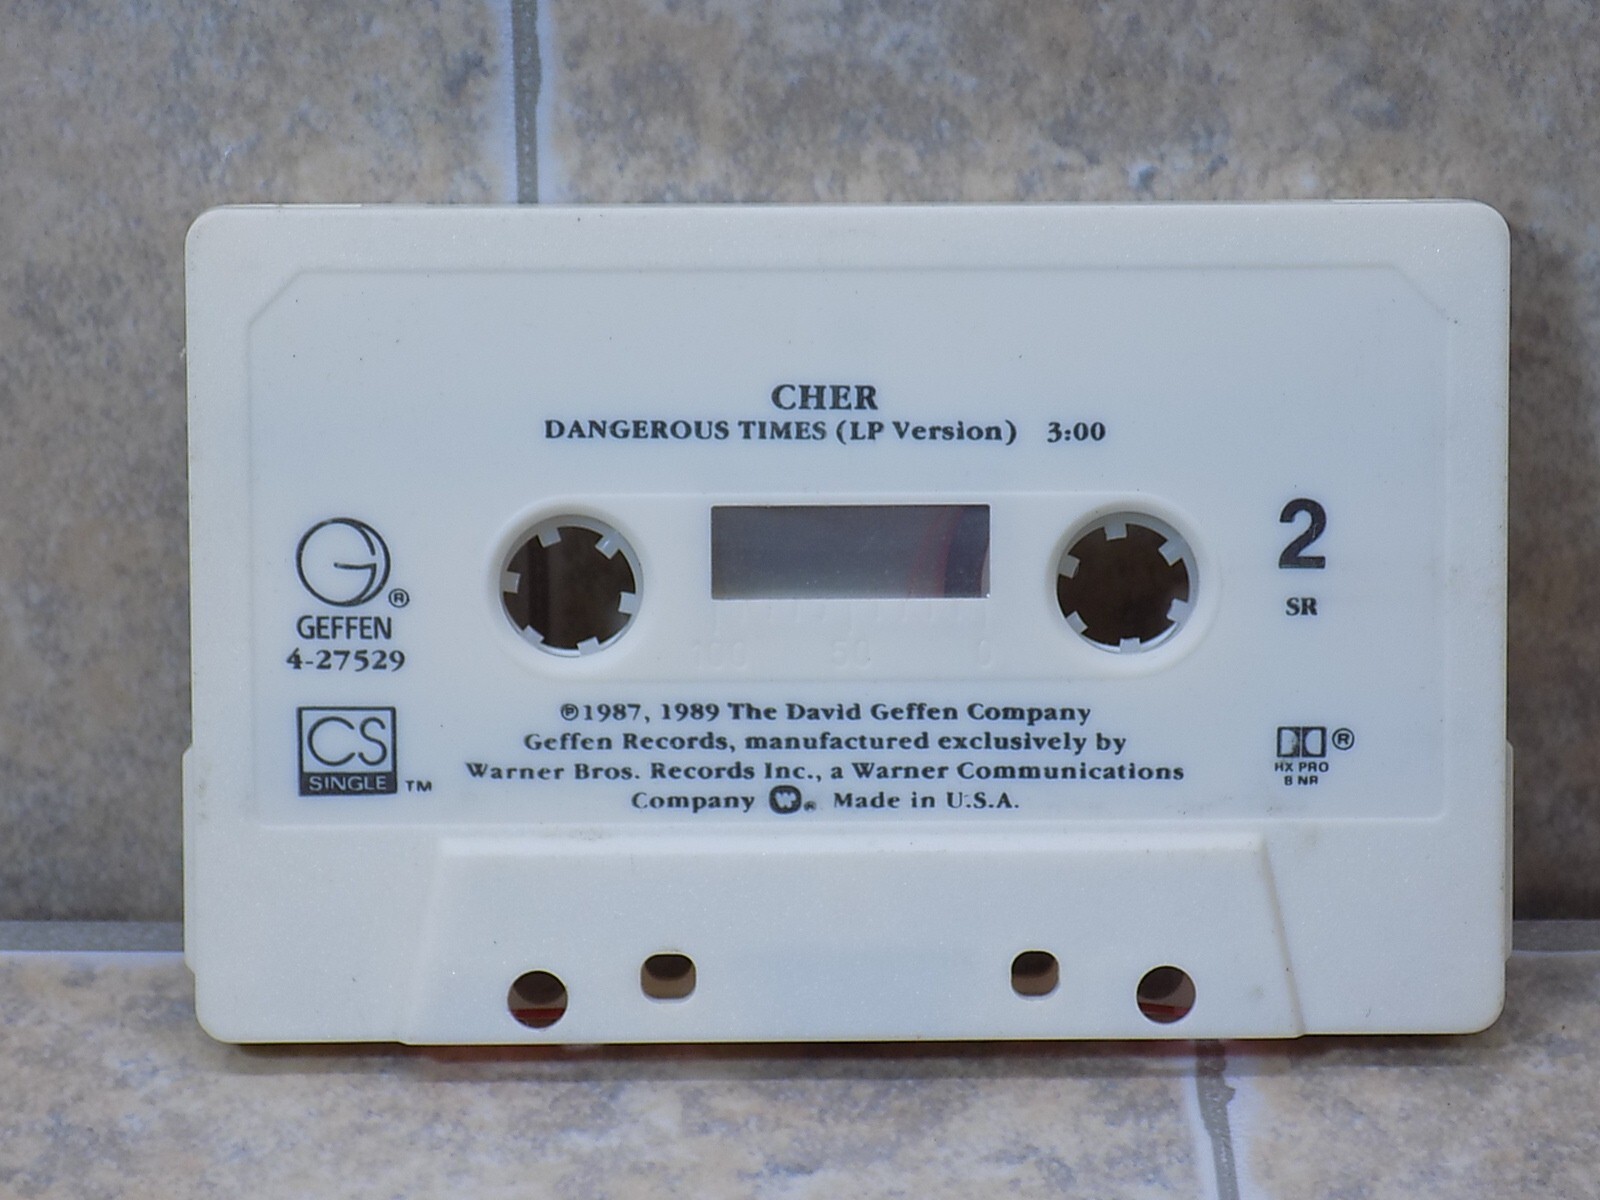 CHER
DANGEROUS TIMES (LP Version) 3:00
2
SR
G®
GEFFEN
4-27529
50 0
CS
SINGLE ™
℗1987, 1989 The David Geffen Company
Geffen Records, manufactured exclusively by
Warner Bros. Records Inc., a Warner Communications
Company W® Made in U.S.A.
®
HX PRO
B NR